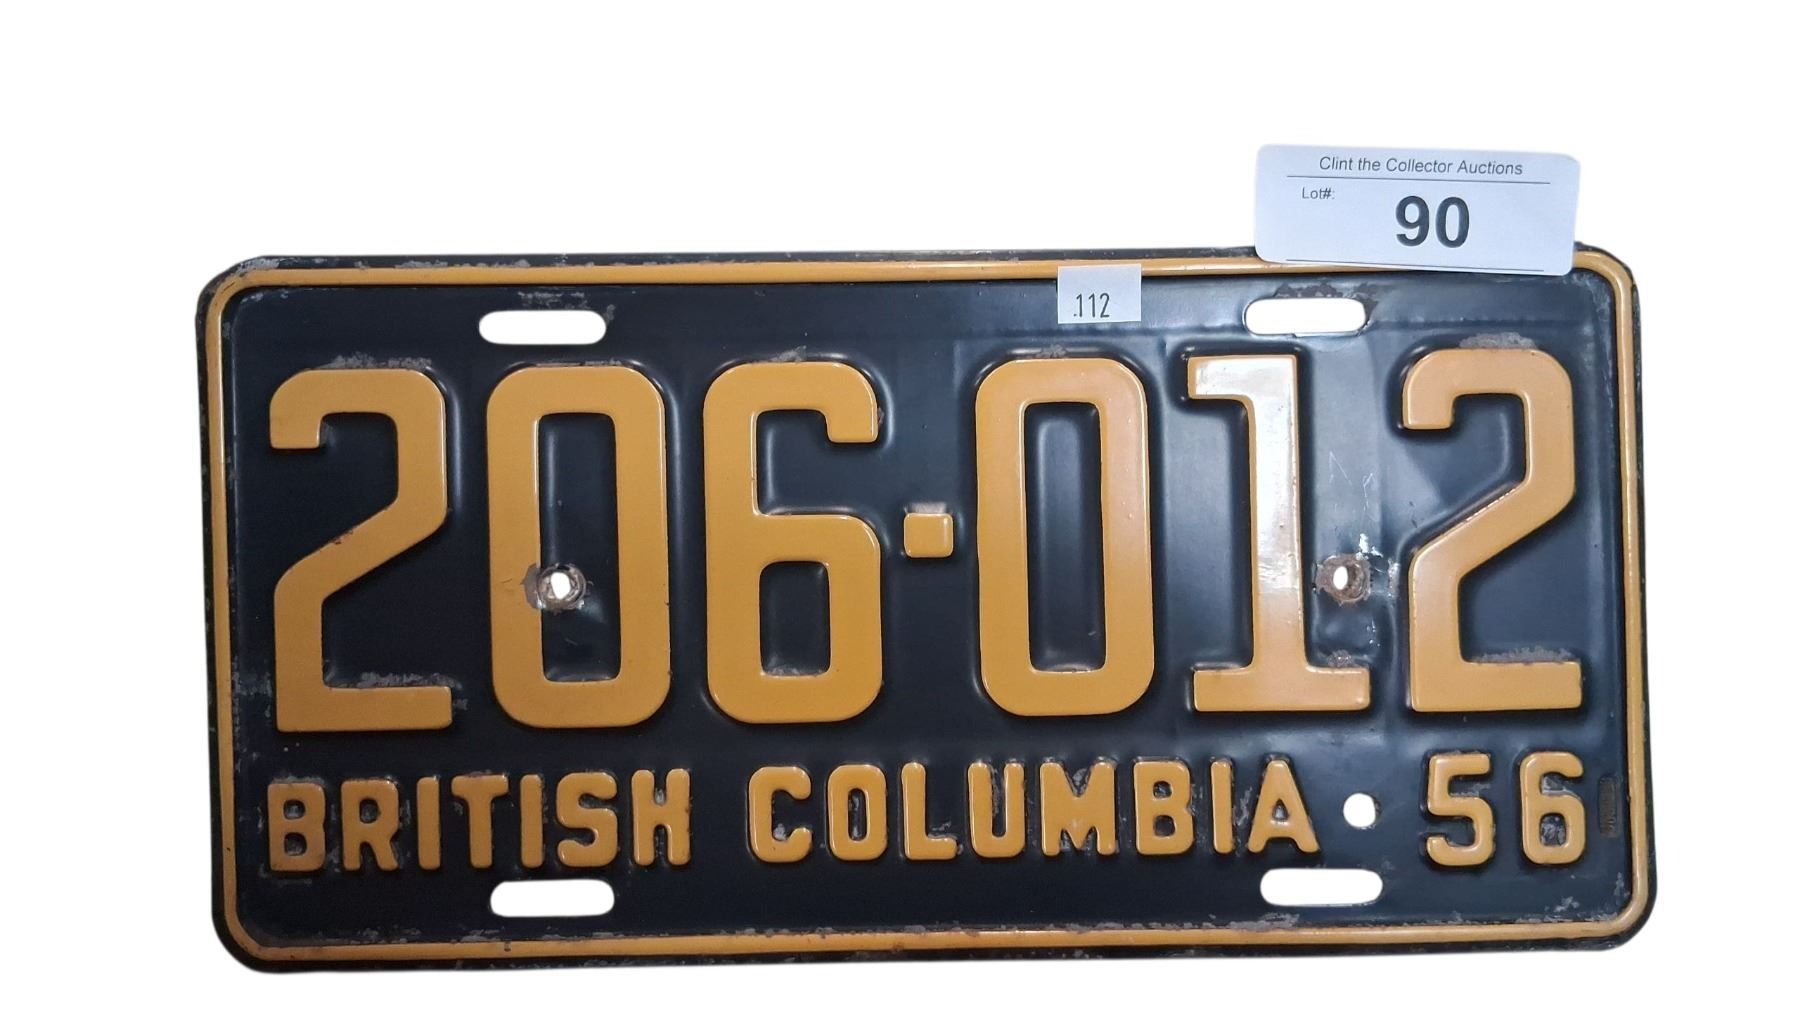 Clint the Collector Auctions
Lot#:
90
.112
206-012
BRITISH COLUMBIA 56